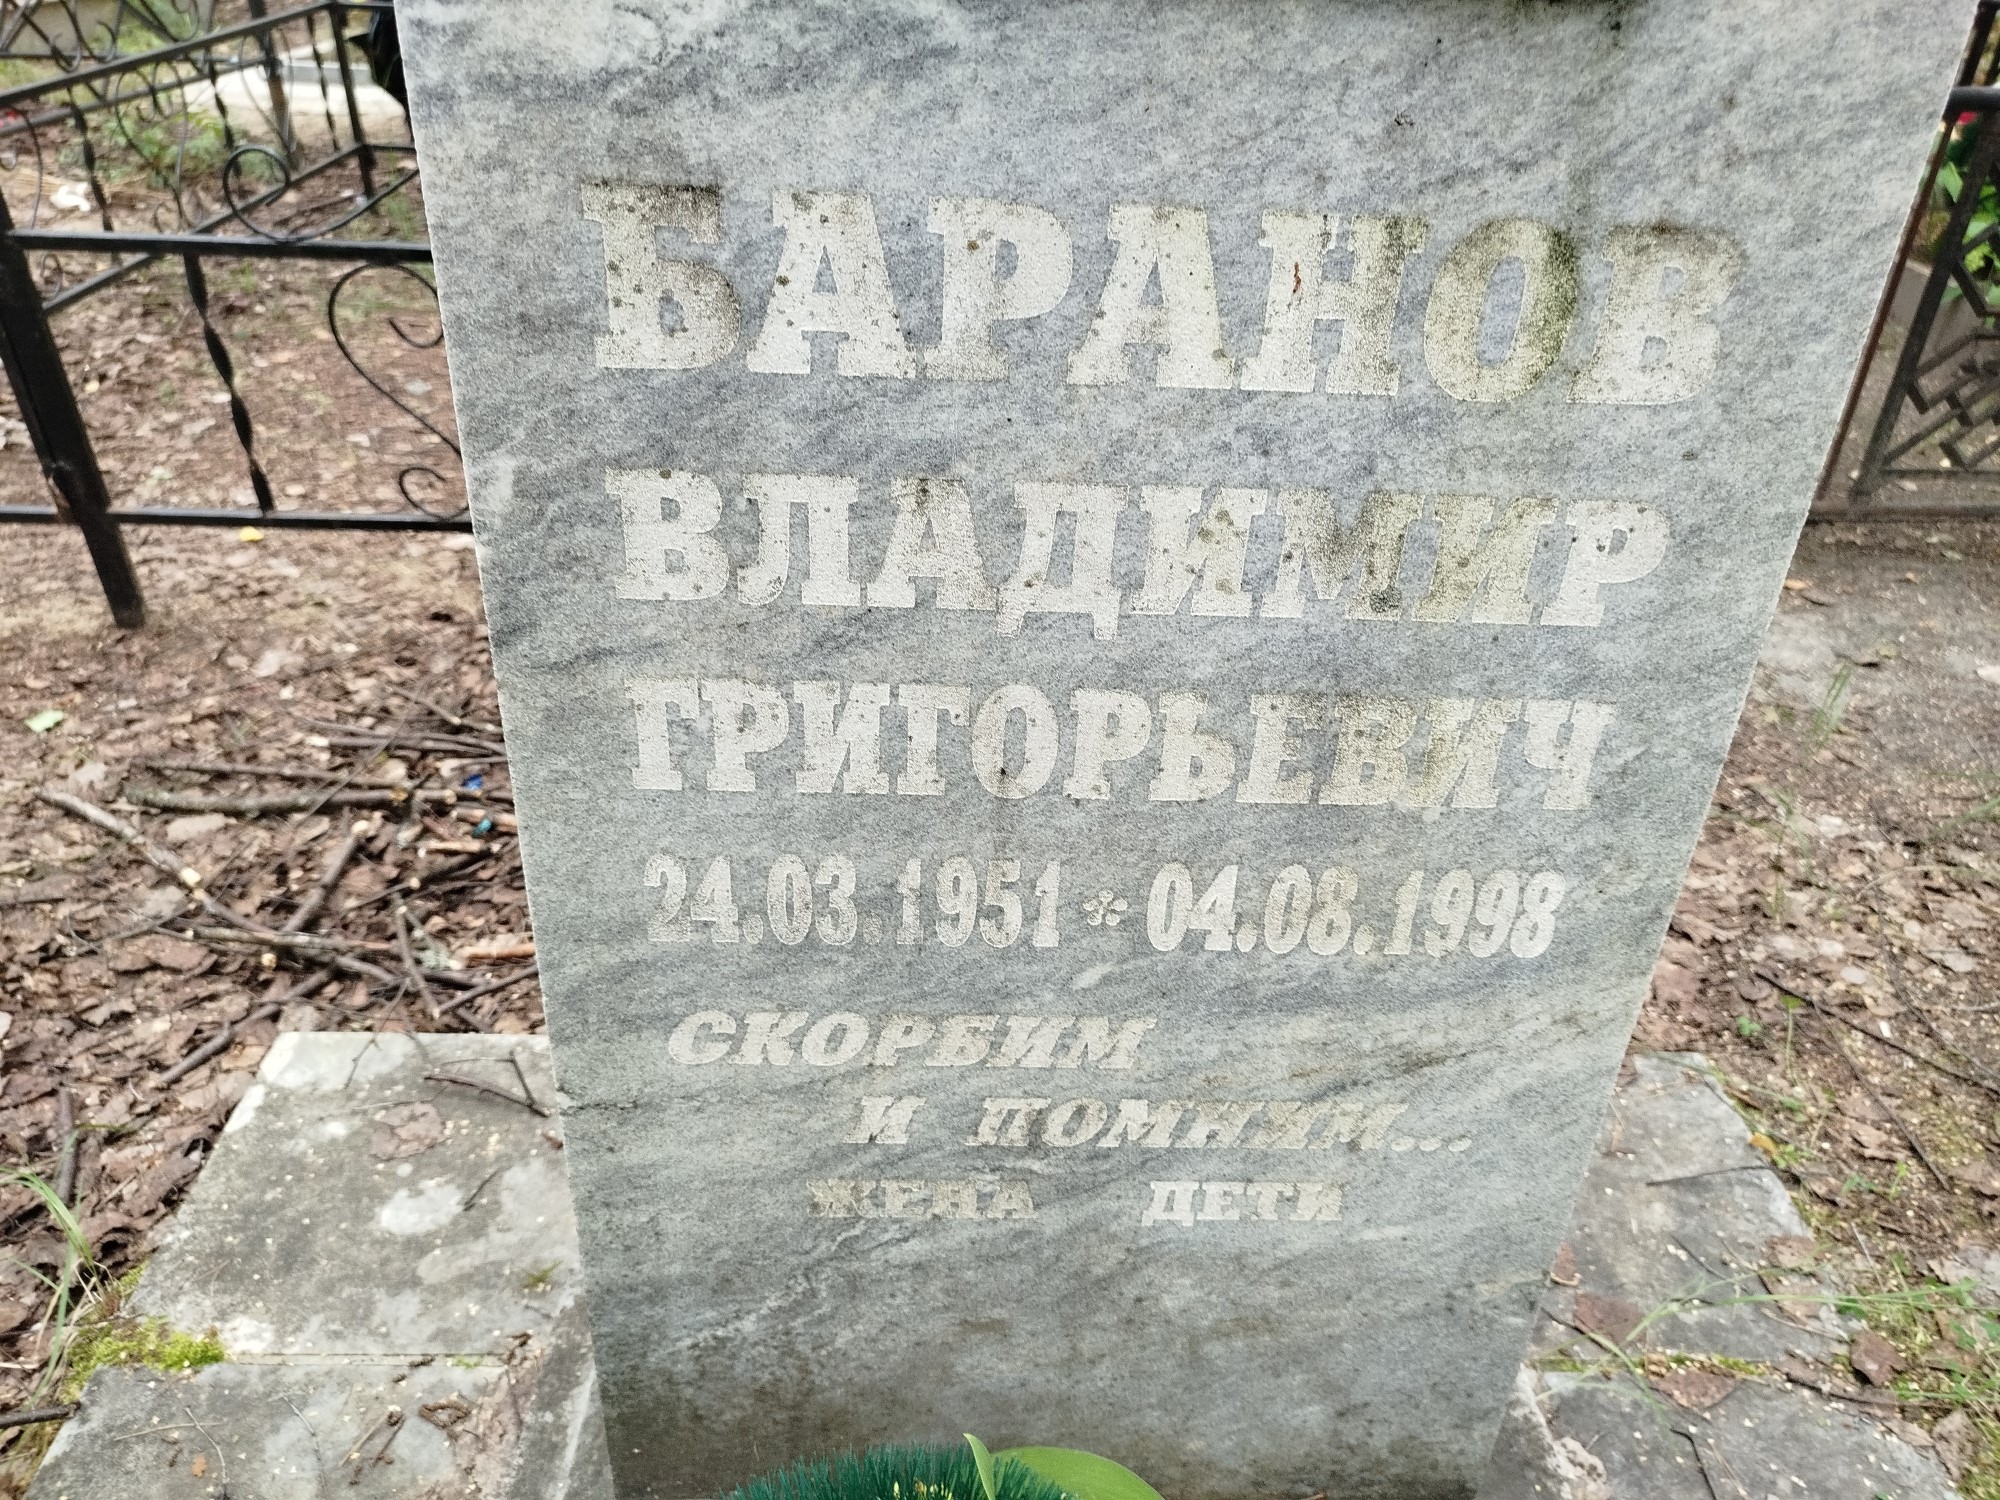 БАРАНОВ
ВЛАДИМИР
ГРИГОРЬЕВИЧ
24.03.1951 * 04.08.1998
СКОРБИМ
И ПОМНИМ...
ЖЕНА ДЕТИ